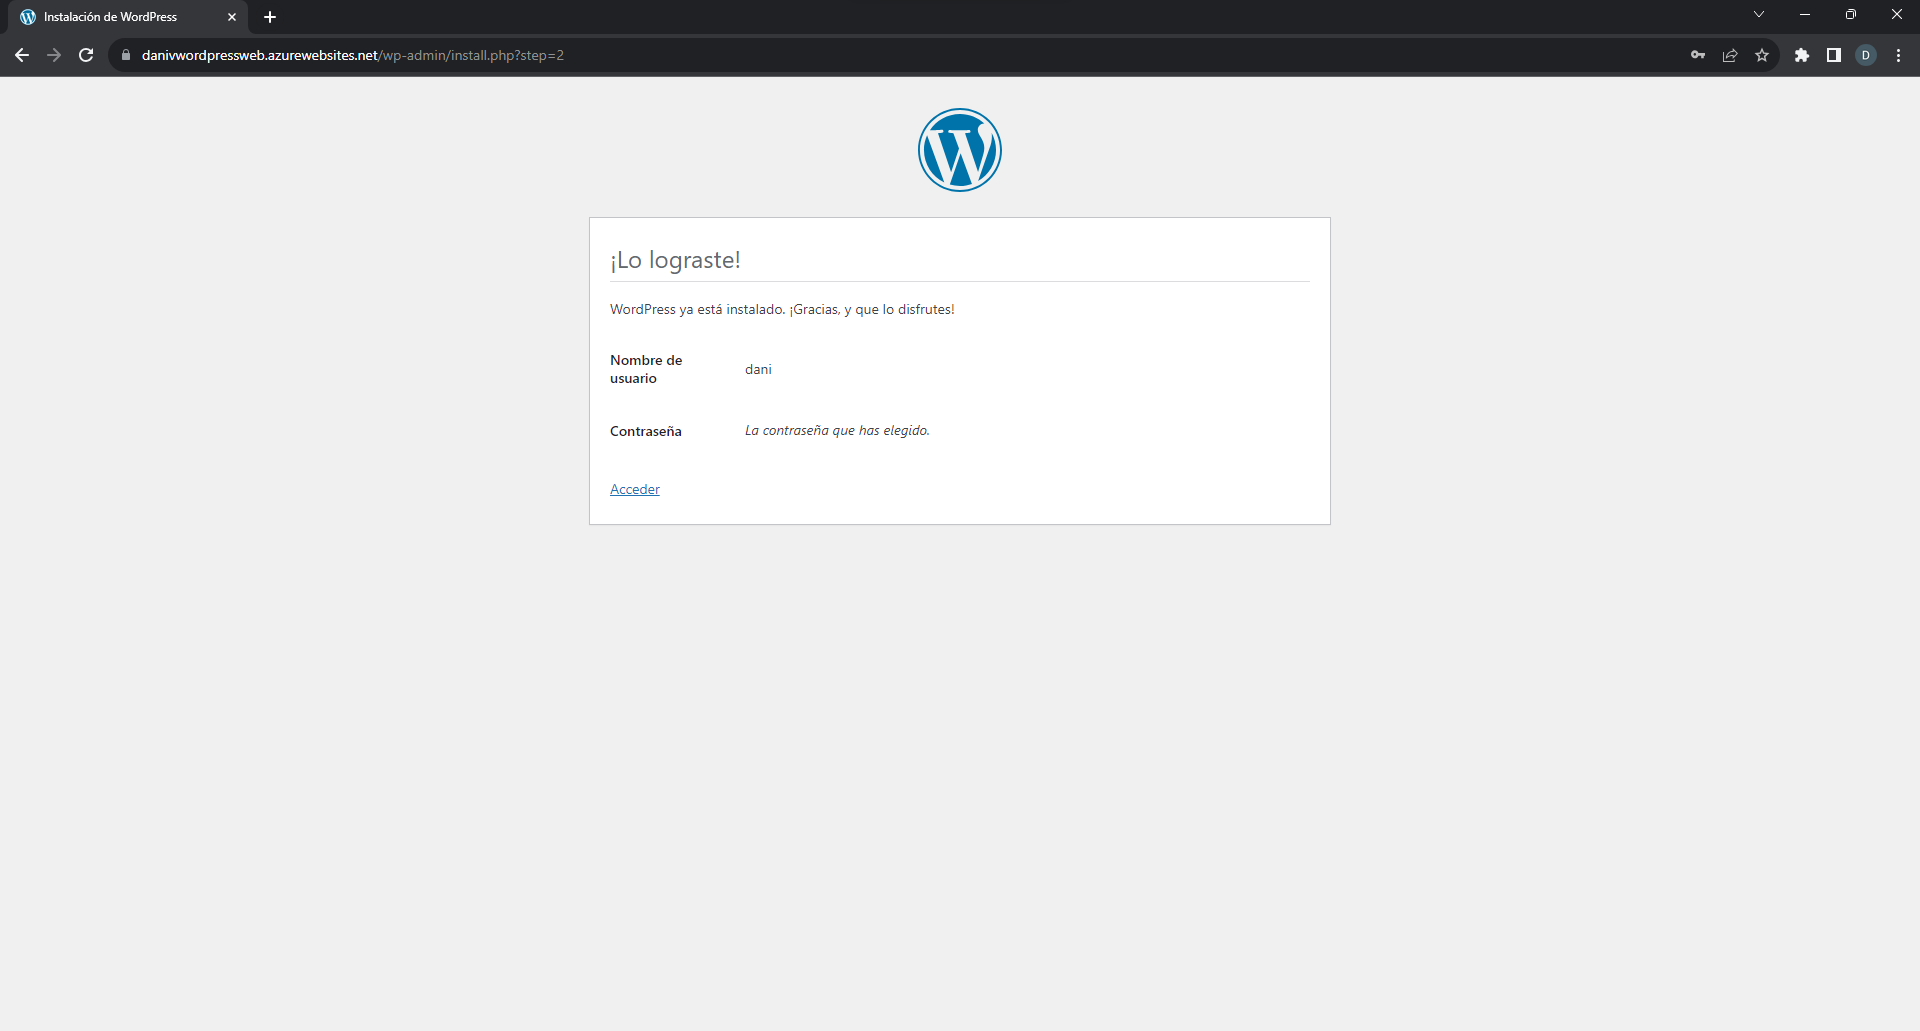 Instalación de WordPress
danivwordpressweb.azurewebsites.net/wp-admin/install.php?step=2
D
¡Lo lograste!
WordPress ya está instalado. ¡Gracias, y que lo disfrutes!
Nombre de
usuario
dani
Contraseña
La contraseña que has elegido.
Acceder